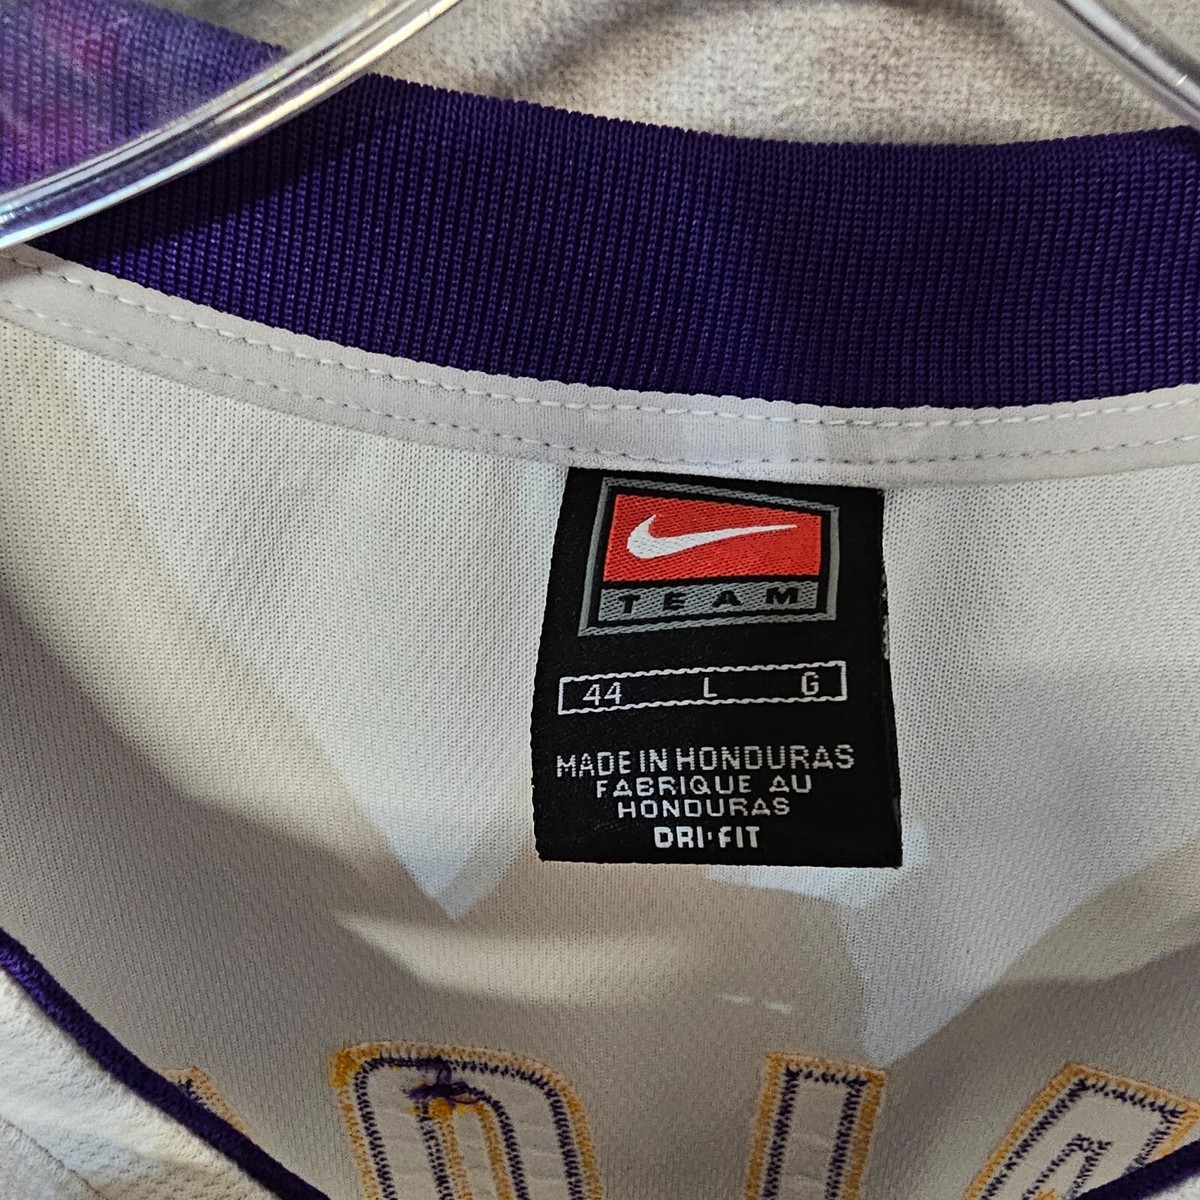 TEAM
44 L G
MADE IN HONDURAS
FABRIQUE AU
HONDURAS
DRI·FIT